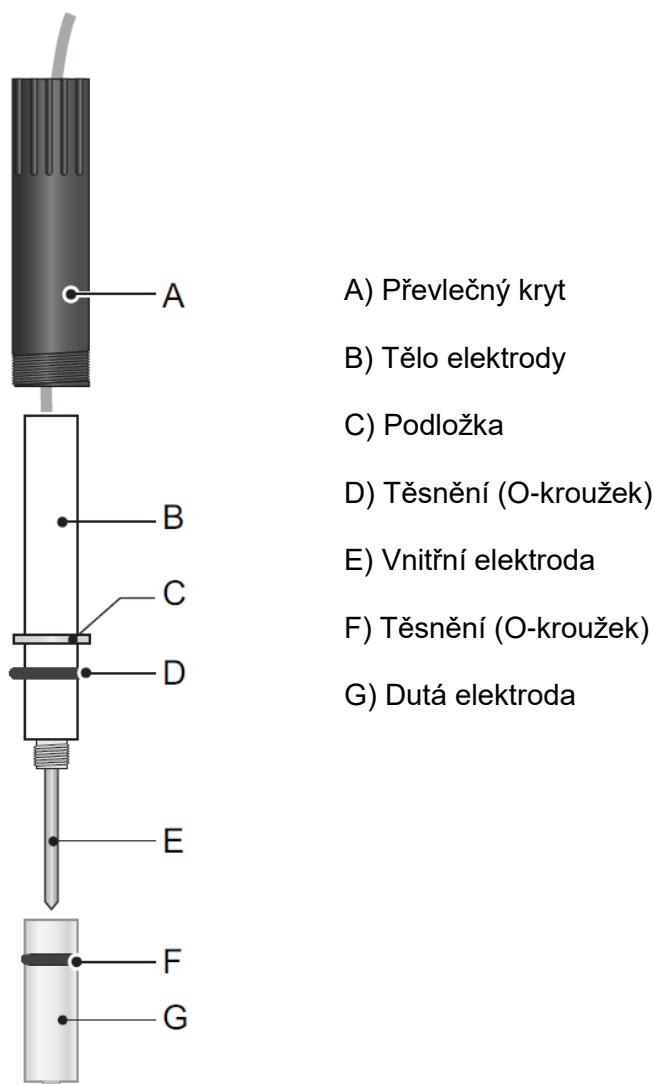 A
A) Převlečný kryt
B) Tělo elektrody
C) Podložka
B
D) Těsnění (O-kroužek)
E) Vnitřní elektroda
C
F) Těsnění (O-kroužek)
D
G) Dutá elektroda
E
F
G